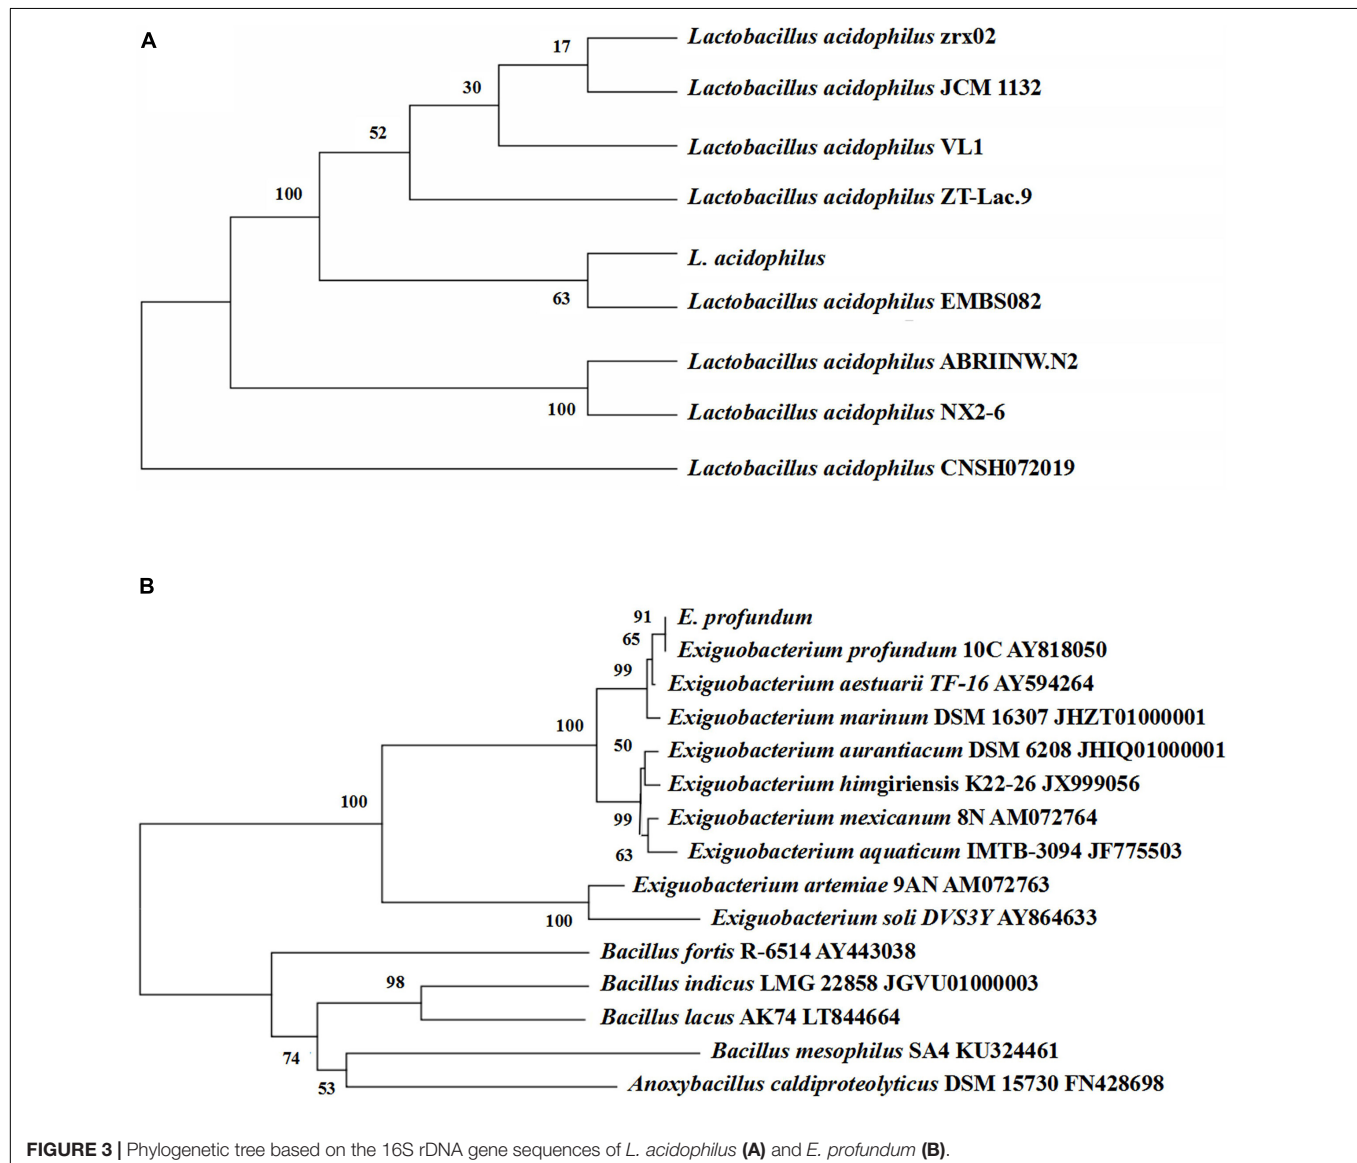 A
Lactobacillus acidophilus zrx02
17
Lactobacillus acidophilus JCM 1132
30
Lactobacillus acidophilus VL1
52
Lactobacillus acidophilus ZT-Lac.9
100
L. acidophilus
Lactobacillus acidophilus EMBS082
63
Lactobacillus acidophilus ABRIINW.N2
Lactobacillus acidophilus NX2-6
100
Lactobacillus acidophilus CNSH072019
B
91
E. profundum
65
Exiguobacterium profundum 10C AY818050
99
Exiguobacterium aestuarii TF-16 AY594264
Exiguobacterium marinum DSM 16307 JHZT01000001
100
50
Exiguobacterium aurantiacum DSM 6208 JHIQ01000001
Exiguobacterium himgiriensis K22-26 JX999056
100
99
Exiguobacterium mexicanum 8N AM072764
63
Exiguobacterium aquaticum IMTB-3094 JF775503
Exiguobacterium artemiae 9AN AM072763
100
Exiguobacterium soli DVS3Y AY864633
Bacillus fortis R-6514 AY443038
98
Bacillus indicus LMG 22858 JGVU01000003
Bacillus lacus AK74 LT844664
74
Bacillus mesophilus SA4 KU324461
53
Anoxybacillus caldiproteolyticus DSM 15730 FN428698
FIGURE 3 | Phylogenetic tree based on the 16S rDNA gene sequences of L. acidophilus (A) and E. profundum (B).